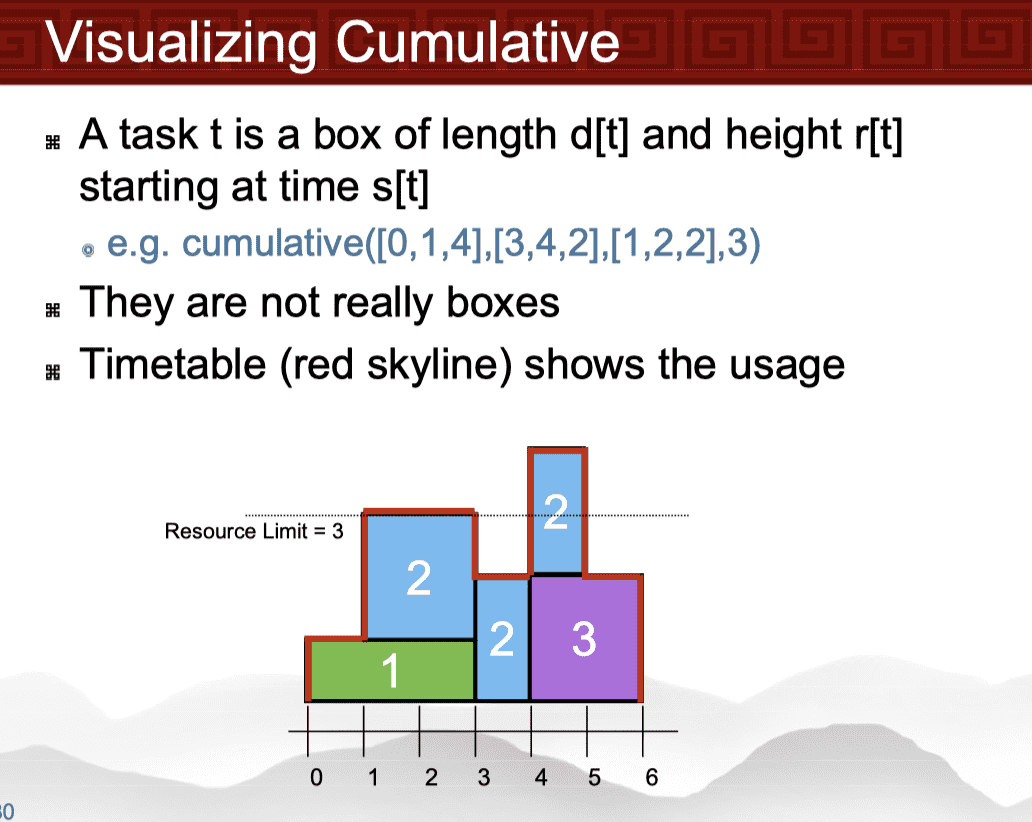 Visualizing Cumulative
A task t is a box of length d[t] and height r[t]
starting at time s[t]
e.g. cumulative([0,1,4],[3,4,2],[1,2,2],3)
They are not really boxes
Timetable (red skyline) shows the usage
2
Resource Limit = 3
2
2
3
1
0 1 2 3 4 5 6